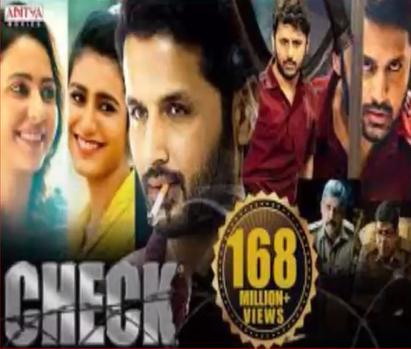 ADITYA
MOVIES
CHECK
168
MILLION+
VIEWS